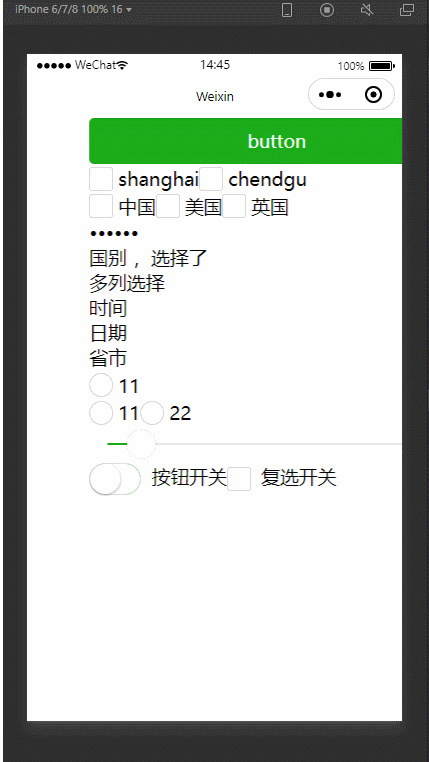 iPhone 6/7/8 100% 16
WeChat 14:45 100%
Weixin
button
shanghai chendgu
中国 美国 英国
••••••
国别 ，选择了
多列选择
时间
日期
省市
11
11 22
按钮开关 复选开关